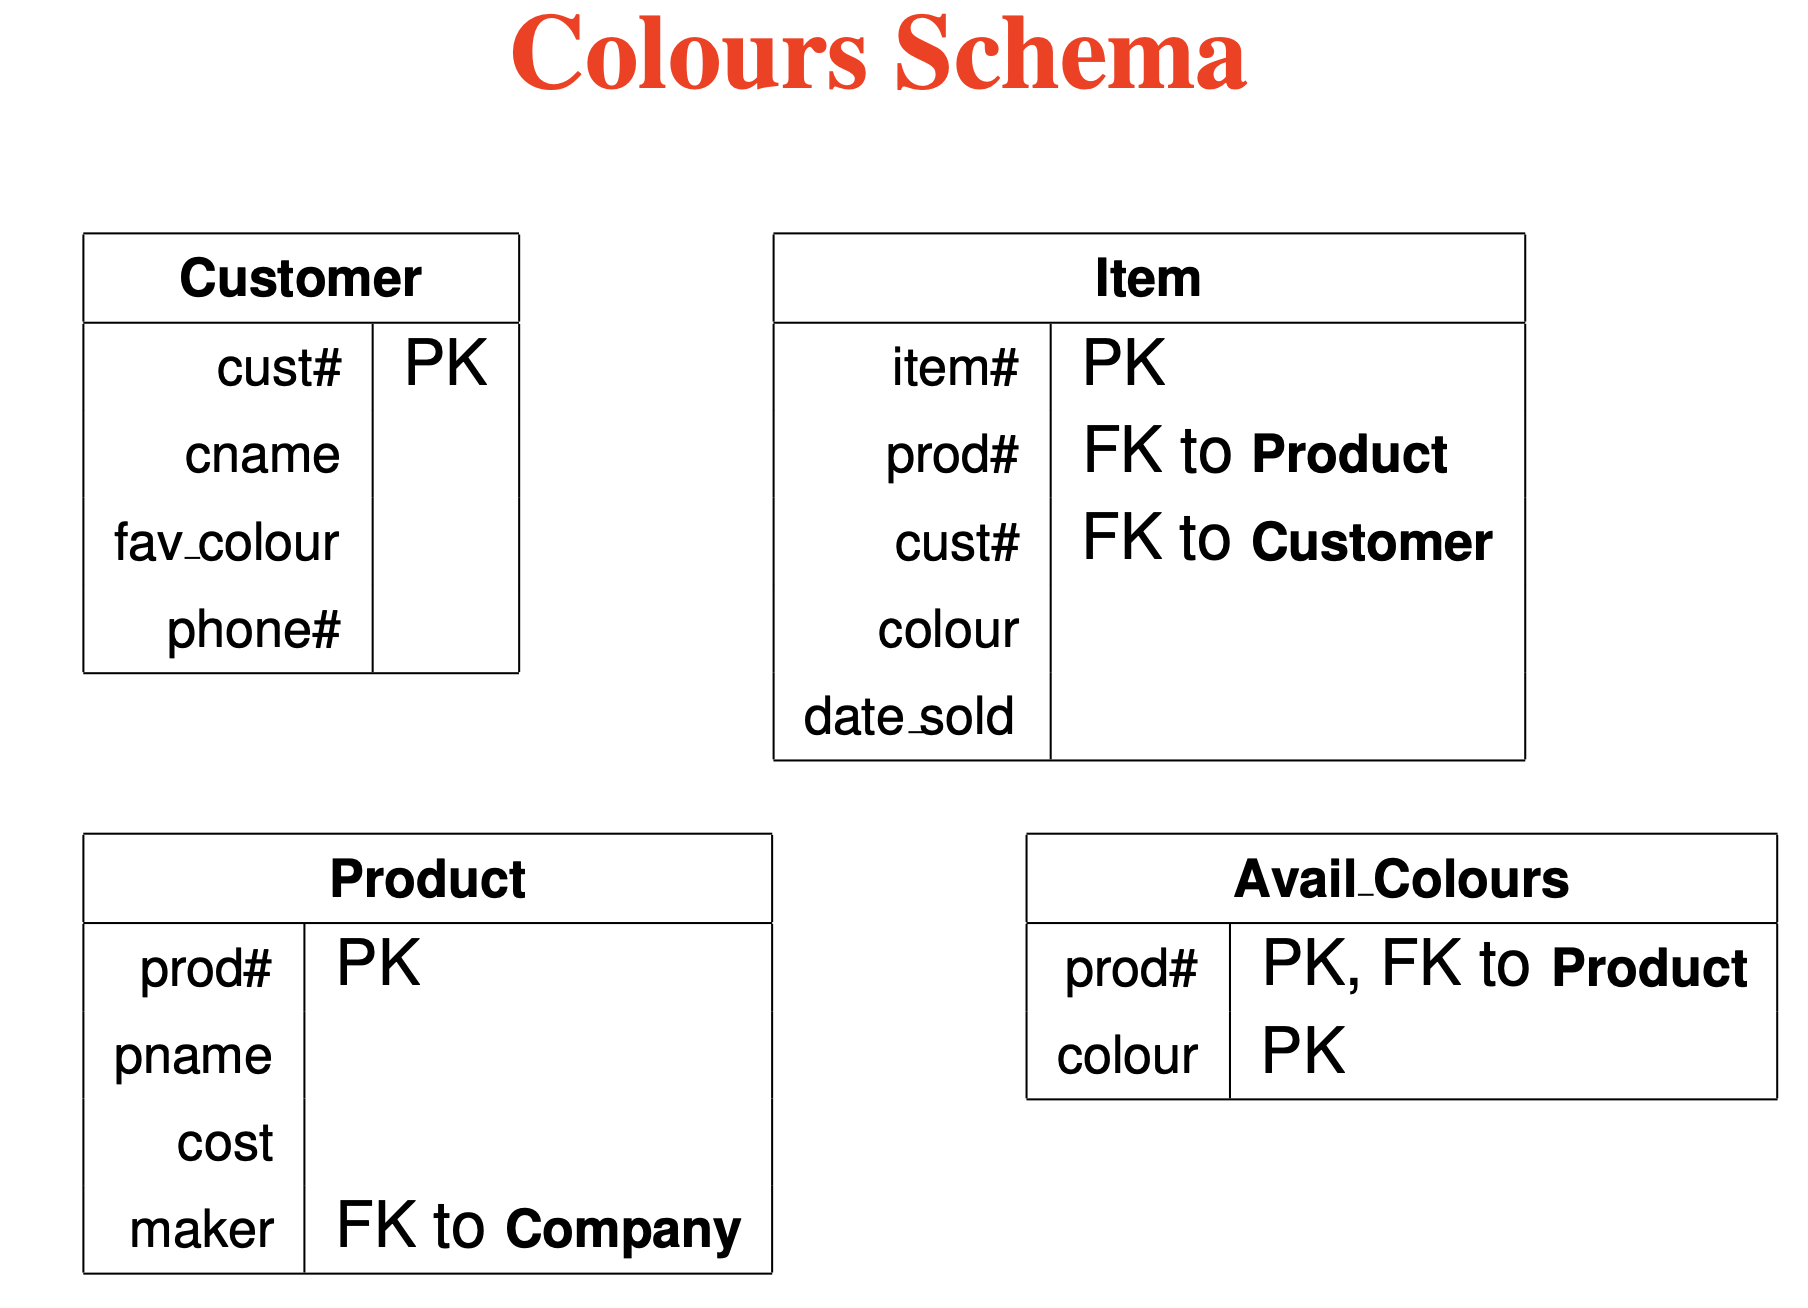 Colours Schema
Customer
cust# PK
cname
fav_colour
phone#
Item
item# PK
prod# FK to Product
cust# FK to Customer
colour
date_sold
Product
prod# PK
pname
cost
maker FK to Company
Avail_Colours
prod# PK, FK to Product
colour PK